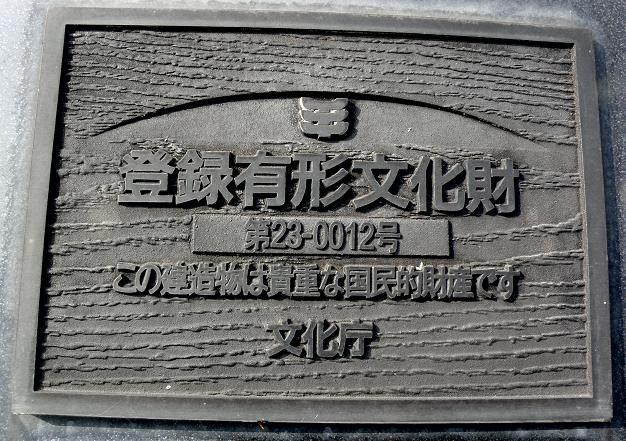 登録有形文化財
第23-0012号
この建造物は貴重な国民的財産です
文化庁